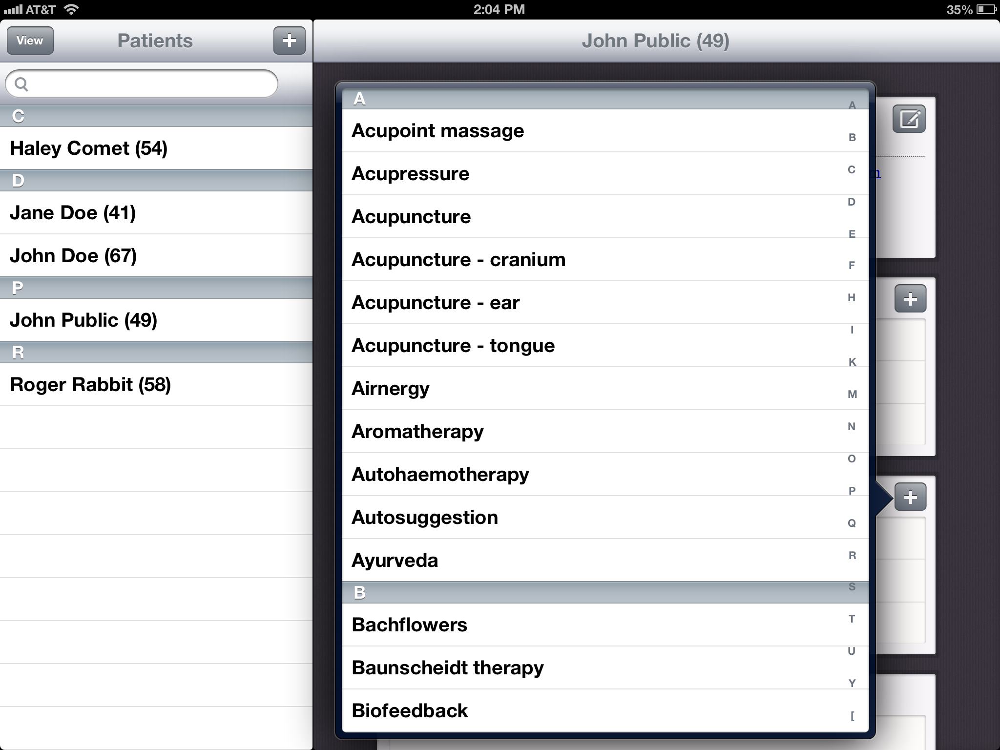 AT&T 2:04 PM 35%
View Patients +
C
Haley Comet (54)
D
Jane Doe (41)
John Doe (67)
P
John Public (49)
R
Roger Rabbit (58)
John Public (49)
A
Acupoint massage
Acupressure
Acupuncture
Acupuncture - cranium
Acupuncture - ear
Acupuncture - tongue
Airnergy
Aromatherapy
Autohaemotherapy
Autosuggestion
Ayurveda
B
Bachflowers
Baunscheidt therapy
Biofeedback
A
B
C
D
E
F
H
I
K
M
N
O
P
Q
R
S
T
U
Y
[
m
+
+